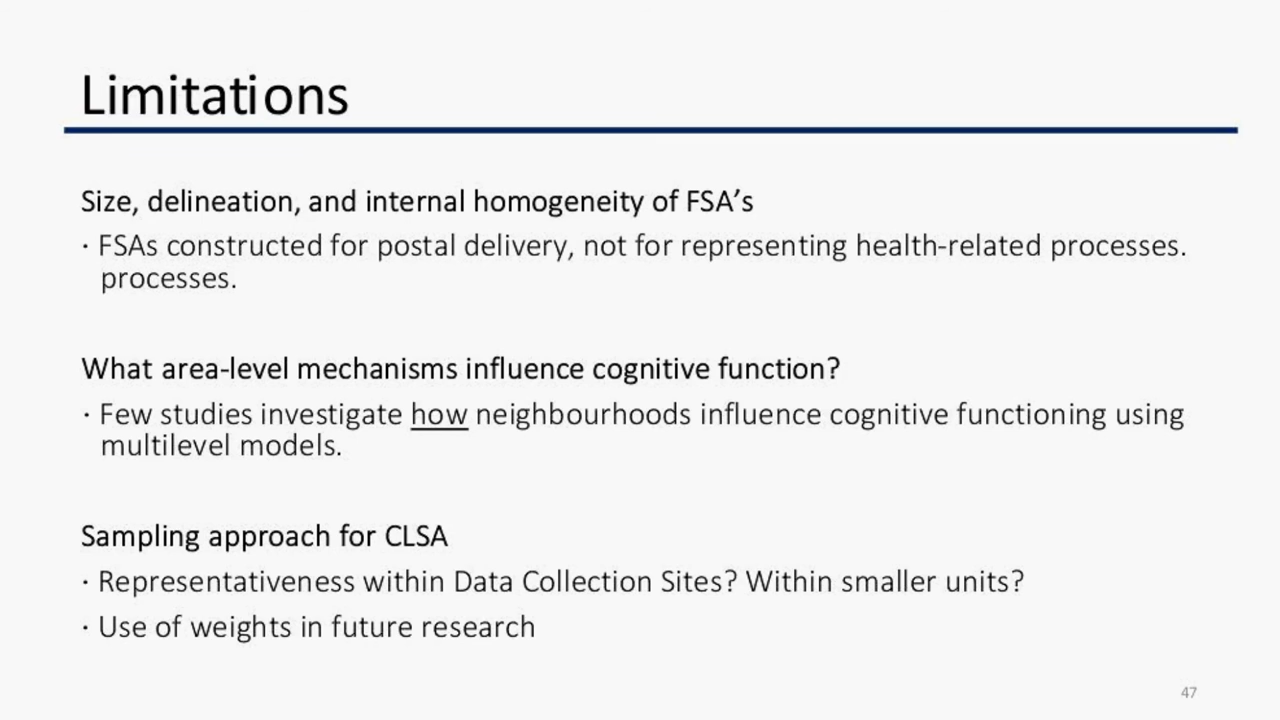 Limitations
Size, delineation, and internal homogeneity of FSA’s
· FSAs constructed for postal delivery, not for representing health-related processes.
processes.
What area-level mechanisms influence cognitive function?
· Few studies investigate how neighbourhoods influence cognitive functioning using
multilevel models.
Sampling approach for CLSA
· Representativeness within Data Collection Sites? Within smaller units?
· Use of weights in future research
47